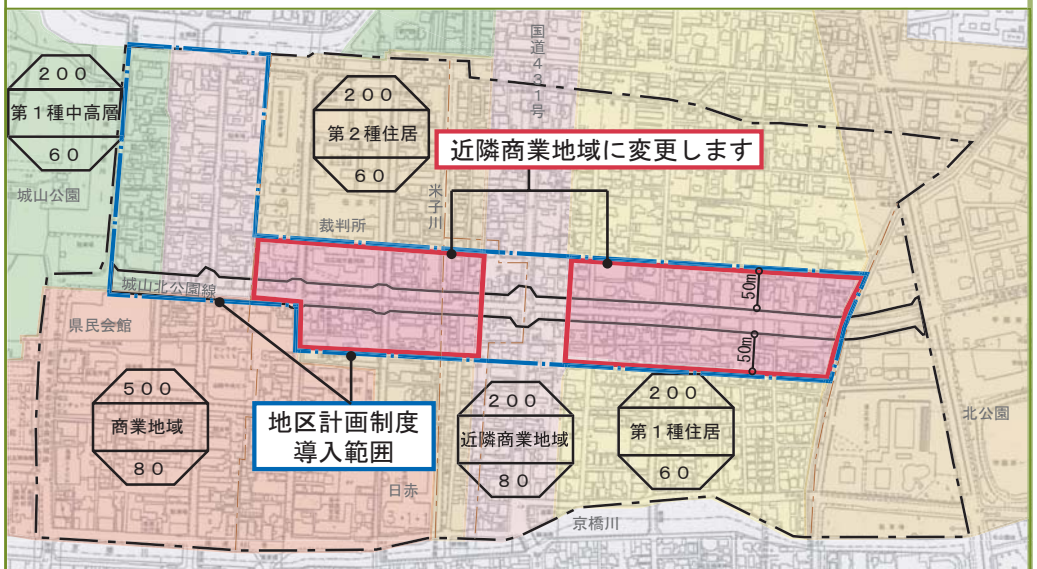 国道431号
200
第1種中高層
60
200
第2種住居
60
近隣商業地域に変更します
城山公園
米子川
裁判所
城山北公園線
50m
50m
県民会館
500
商業地域
80
地区計画制度
導入範囲
200
近隣商業地域
80
200
第1種住居
60
北公園
日赤
京橋川